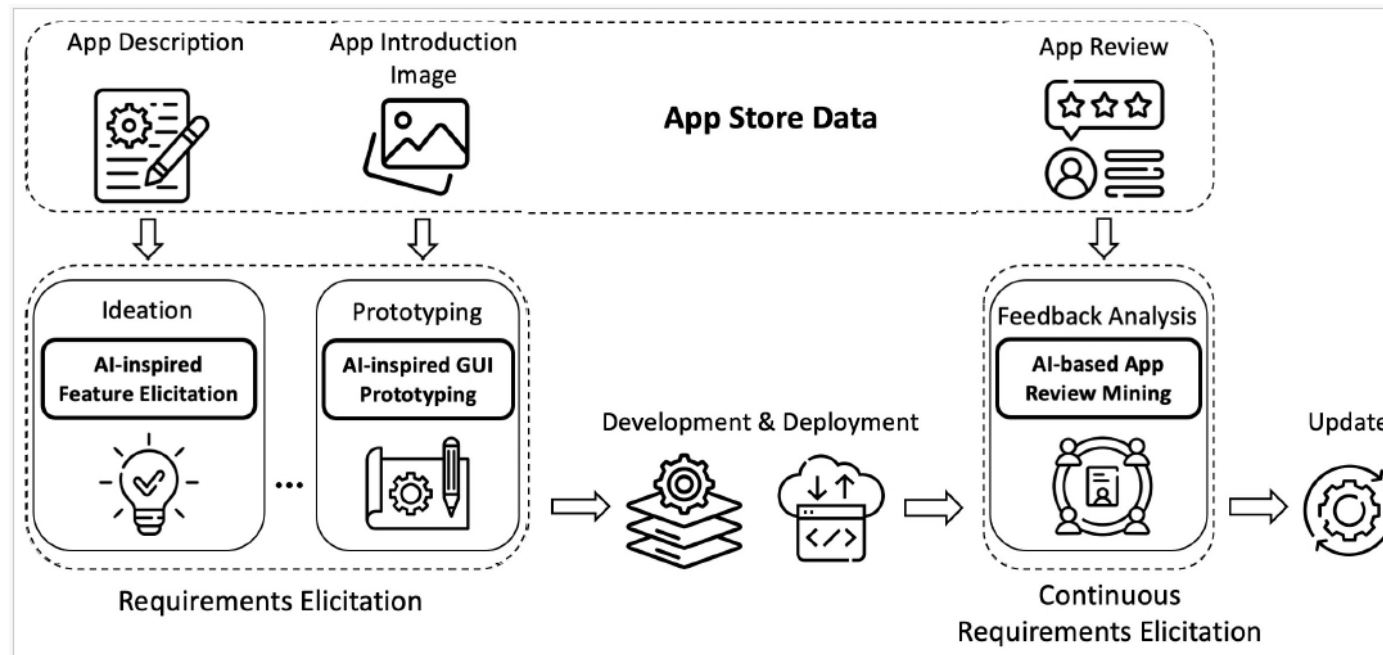 App Description
App Introduction
Image
App Store Data
App Review
Ideation
AI-inspired
Feature Elicitation
...
Prototyping
AI-inspired GUI
Prototyping
Requirements Elicitation
Development & Deployment
</>
Feedback Analysis
AI-based App
Review Mining
Continuous
Requirements Elicitation
Update